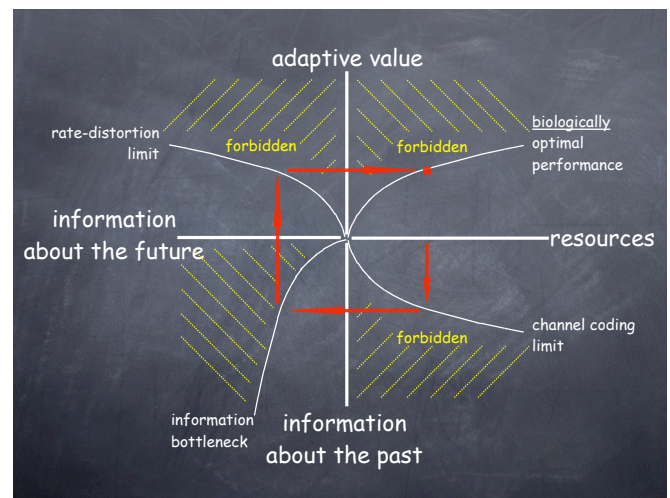 adaptive value
rate-distortion
limit
forbidden
forbidden
biologically
optimal
performance
information
about the future
resources
forbidden
channel coding
limit
information
bottleneck
information
about the past